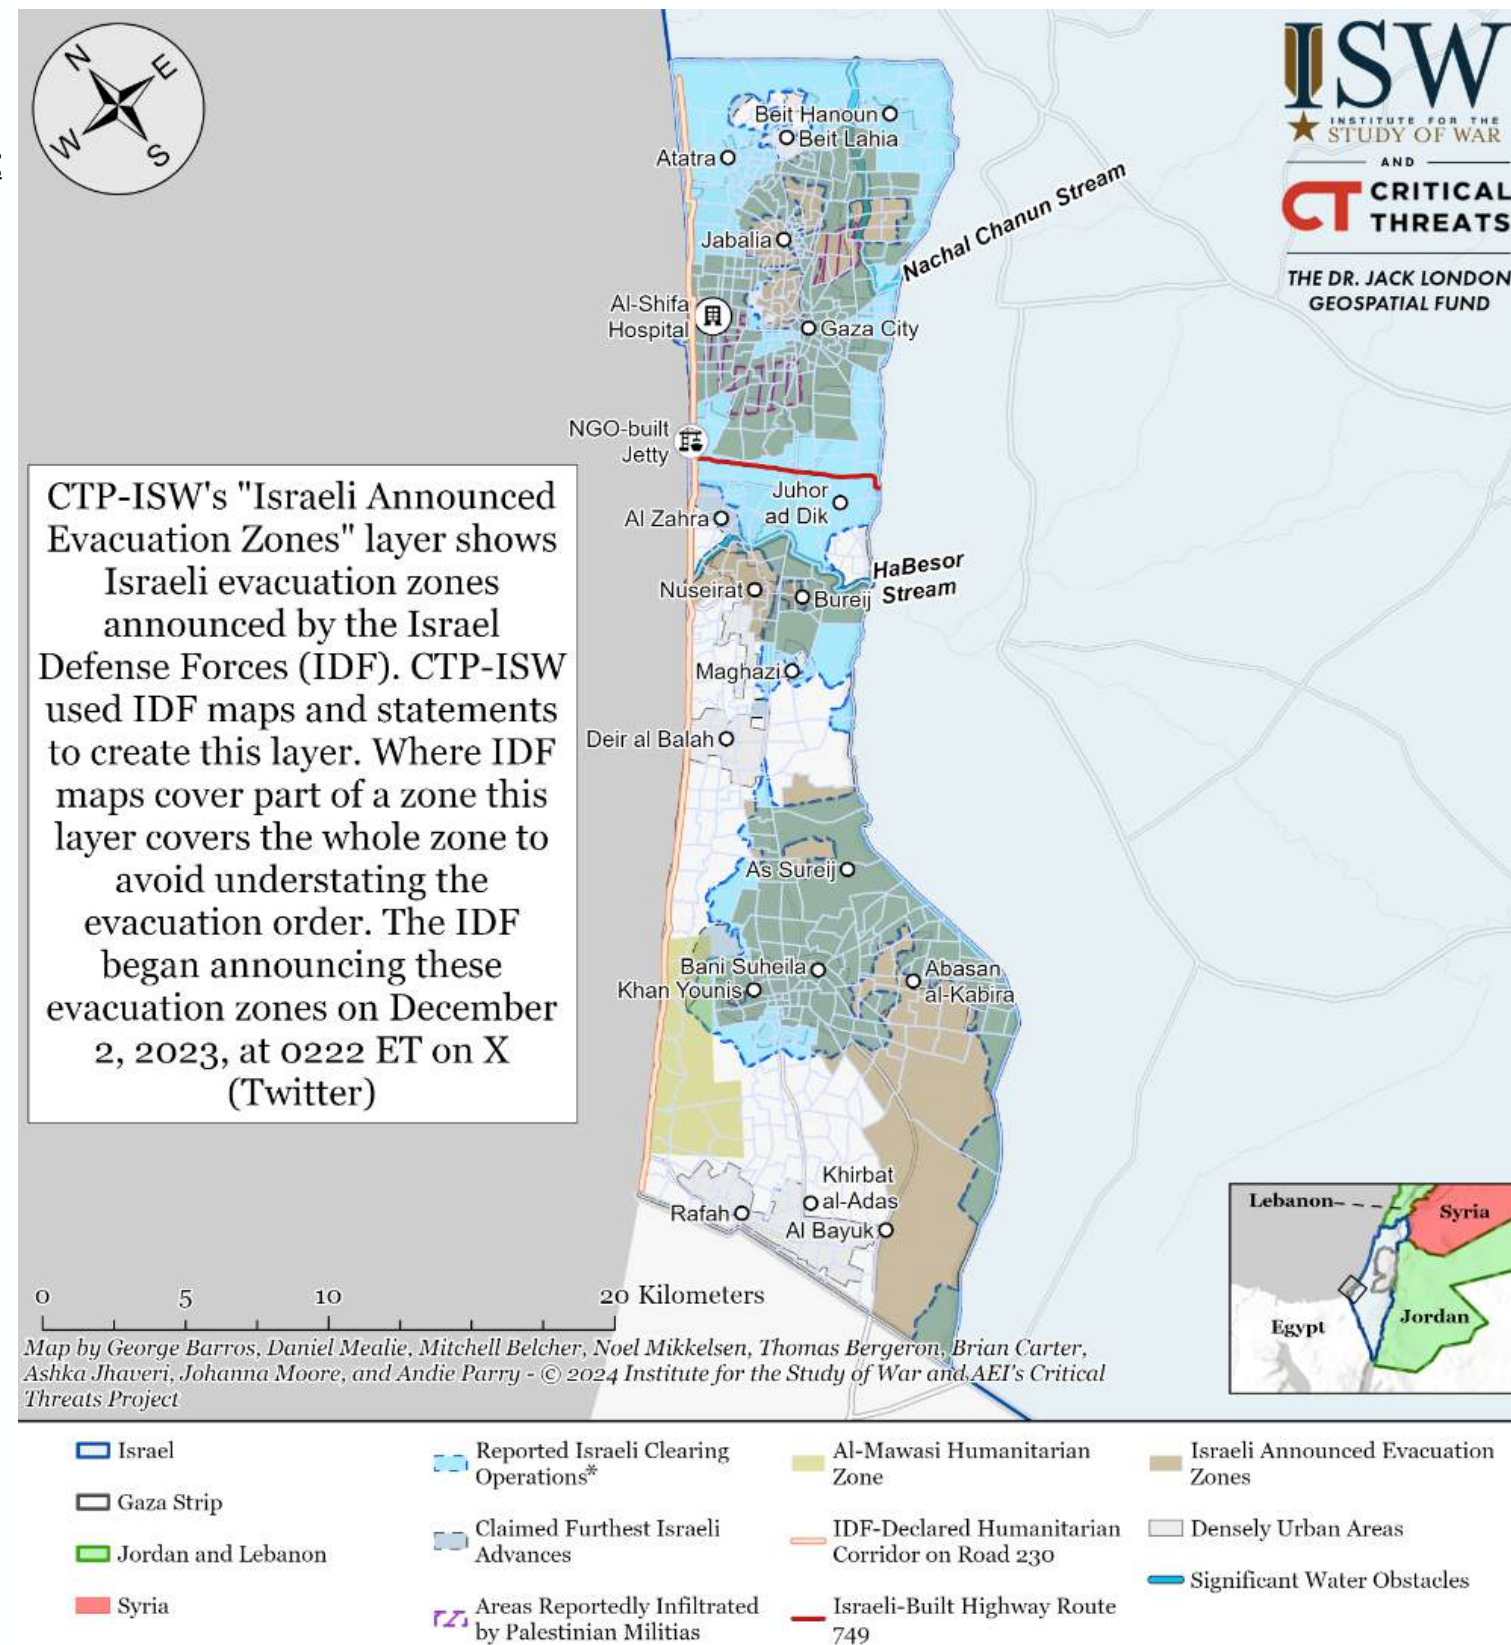 N
E
W
S
ISW
INSTITUTE FOR THE
STUDY OF WAR
AND
CT CRITICAL
THREATS
THE DR. JACK LONDON
GEOSPATIAL FUND
Beit Hanoun
Beit Lahia
Atatra
Nachal Chanun Stream
Jabalia
Al-Shifa
Hospital
Gaza City
NGO-built
Jetty
Juhor
ad Dik
Al Zahra
HaBesor
Stream
Nuseirat
Bureij
Maghazi
Deir al Balah
As Sureij
Bani Suheila
Khan Younis
Abasan
al-Kabira
Khirbat
al-Adas
Rafah
Al Bayuk
CTP-ISW's "Israeli Announced
Evacuation Zones" layer shows
Israeli evacuation zones
announced by the Israel
Defense Forces (IDF). CTP-ISW
used IDF maps and statements
to create this layer. Where IDF
maps cover part of a zone this
layer covers the whole zone to
avoid understating the
evacuation order. The IDF
began announcing these
evacuation zones on December
2, 2023, at 0222 ET on X
(Twitter)
Lebanon
Syria
Jordan
Egypt
0 5 10 20 Kilometers
Map by George Barros, Daniel Mealie, Mitchell Belcher, Noel Mikkelsen, Thomas Bergeron, Brian Carter,
Ashka Jhaveri, Johanna Moore, and Andie Parry - © 2024 Institute for the Study of War and AEI's Critical
Threats Project
Israel
Gaza Strip
Jordan and Lebanon
Syria
Reported Israeli Clearing
Operations*
Claimed Furthest Israeli
Advances
Areas Reportedly Infiltrated
by Palestinian Militias
Al-Mawasi Humanitarian
Zone
IDF-Declared Humanitarian
Corridor on Road 230
Israeli-Built Highway Route
749
Israeli Announced Evacuation
Zones
Densely Urban Areas
Significant Water Obstacles